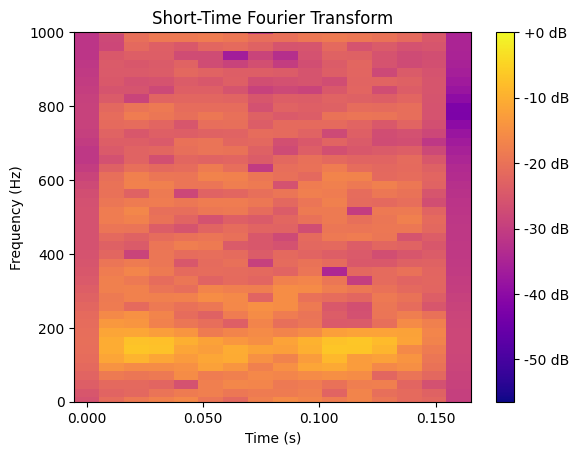 Short-Time Fourier Transform
1000
800
600
400
200
0
Frequency (Hz)
0.000
0.050
0.100
0.150
Time (s)
+0 dB
-10 dB
-20 dB
-30 dB
-40 dB
-50 dB